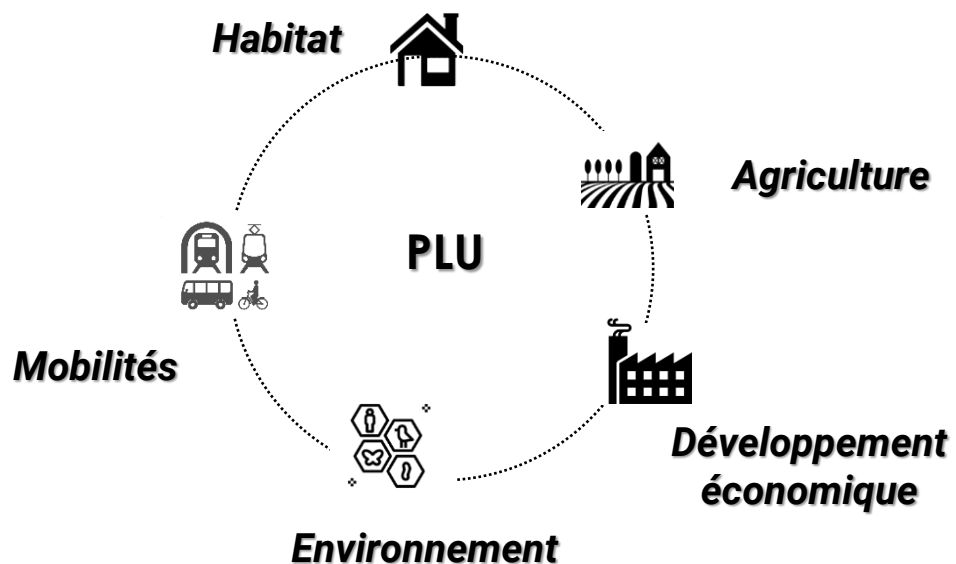 Habitat
Agriculture
PLU
Mobilités
Développement
économique
Environnement